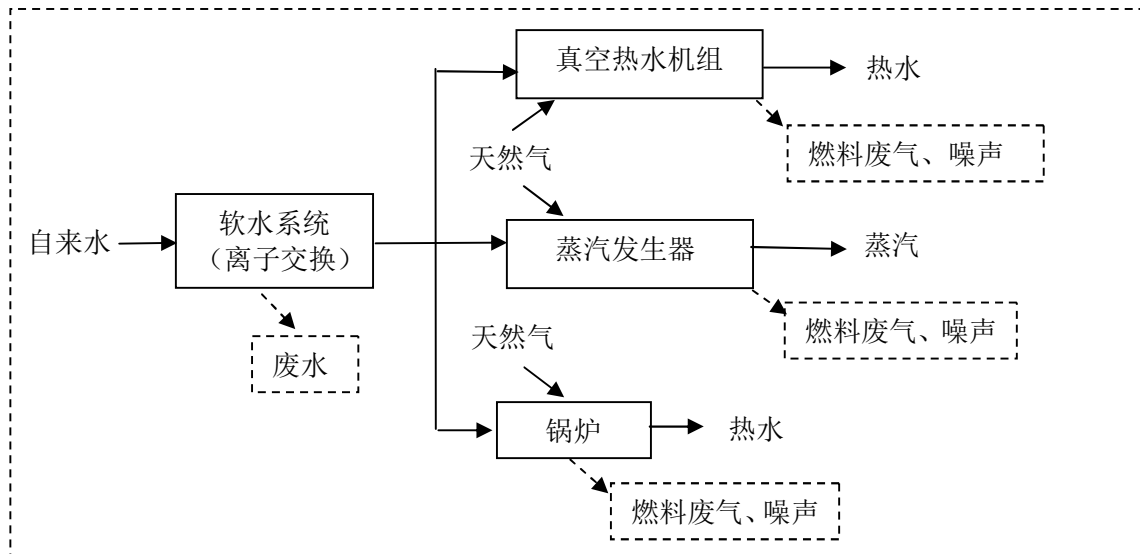 真空热水机组
热水
燃料废气、噪声
天然气
自来水
软水系统
（离子交换）
蒸汽发生器
蒸汽
燃料废气、噪声
废水
天然气
锅炉
热水
燃料废气、噪声